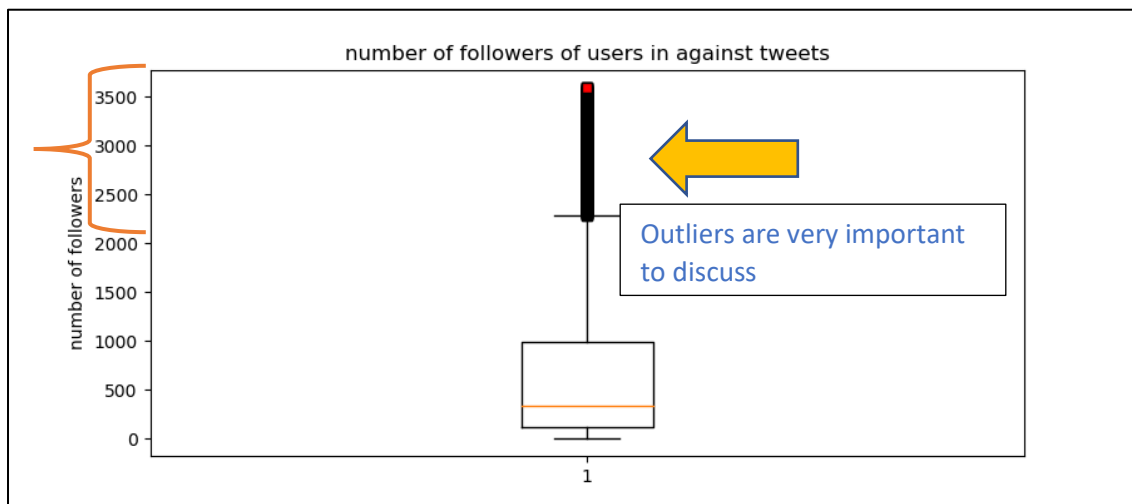 number of followers of users in against tweets
3500
3000
2500
2000
1500
1000
500
0
number of followers
Outliers are very important
to discuss
1